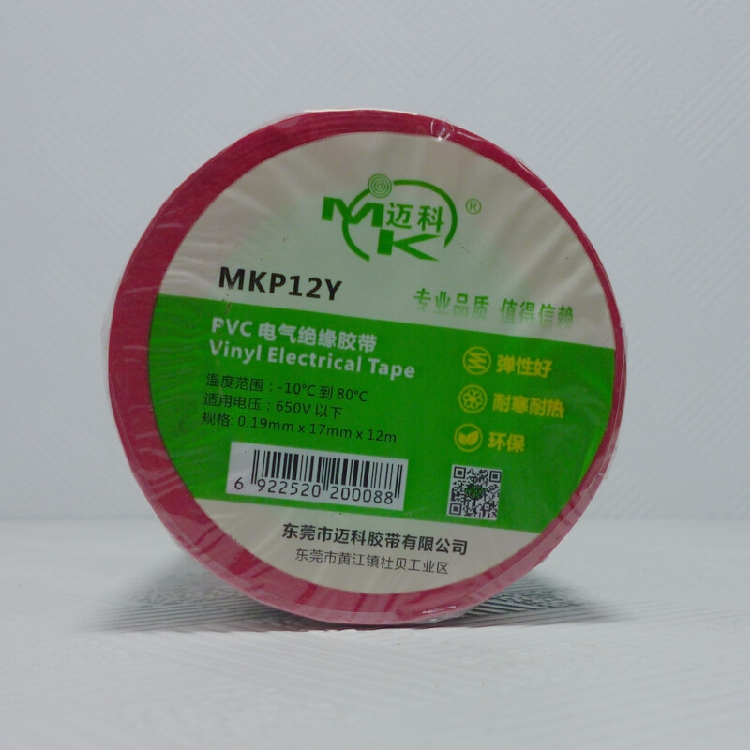 MK 迈科 ®
MKP12Y
专业品质 值得信赖
PVC 电气绝缘胶带
Vinyl Electrical Tape
温度范围：-10℃ 到 80℃
适用电压：650V 以下
规格: 0.19mm x 17mm x 12m
弹性好
耐寒耐热
环保
6 922520 200088
东莞市迈科胶带有限公司
东莞市黄江镇社贝工业区